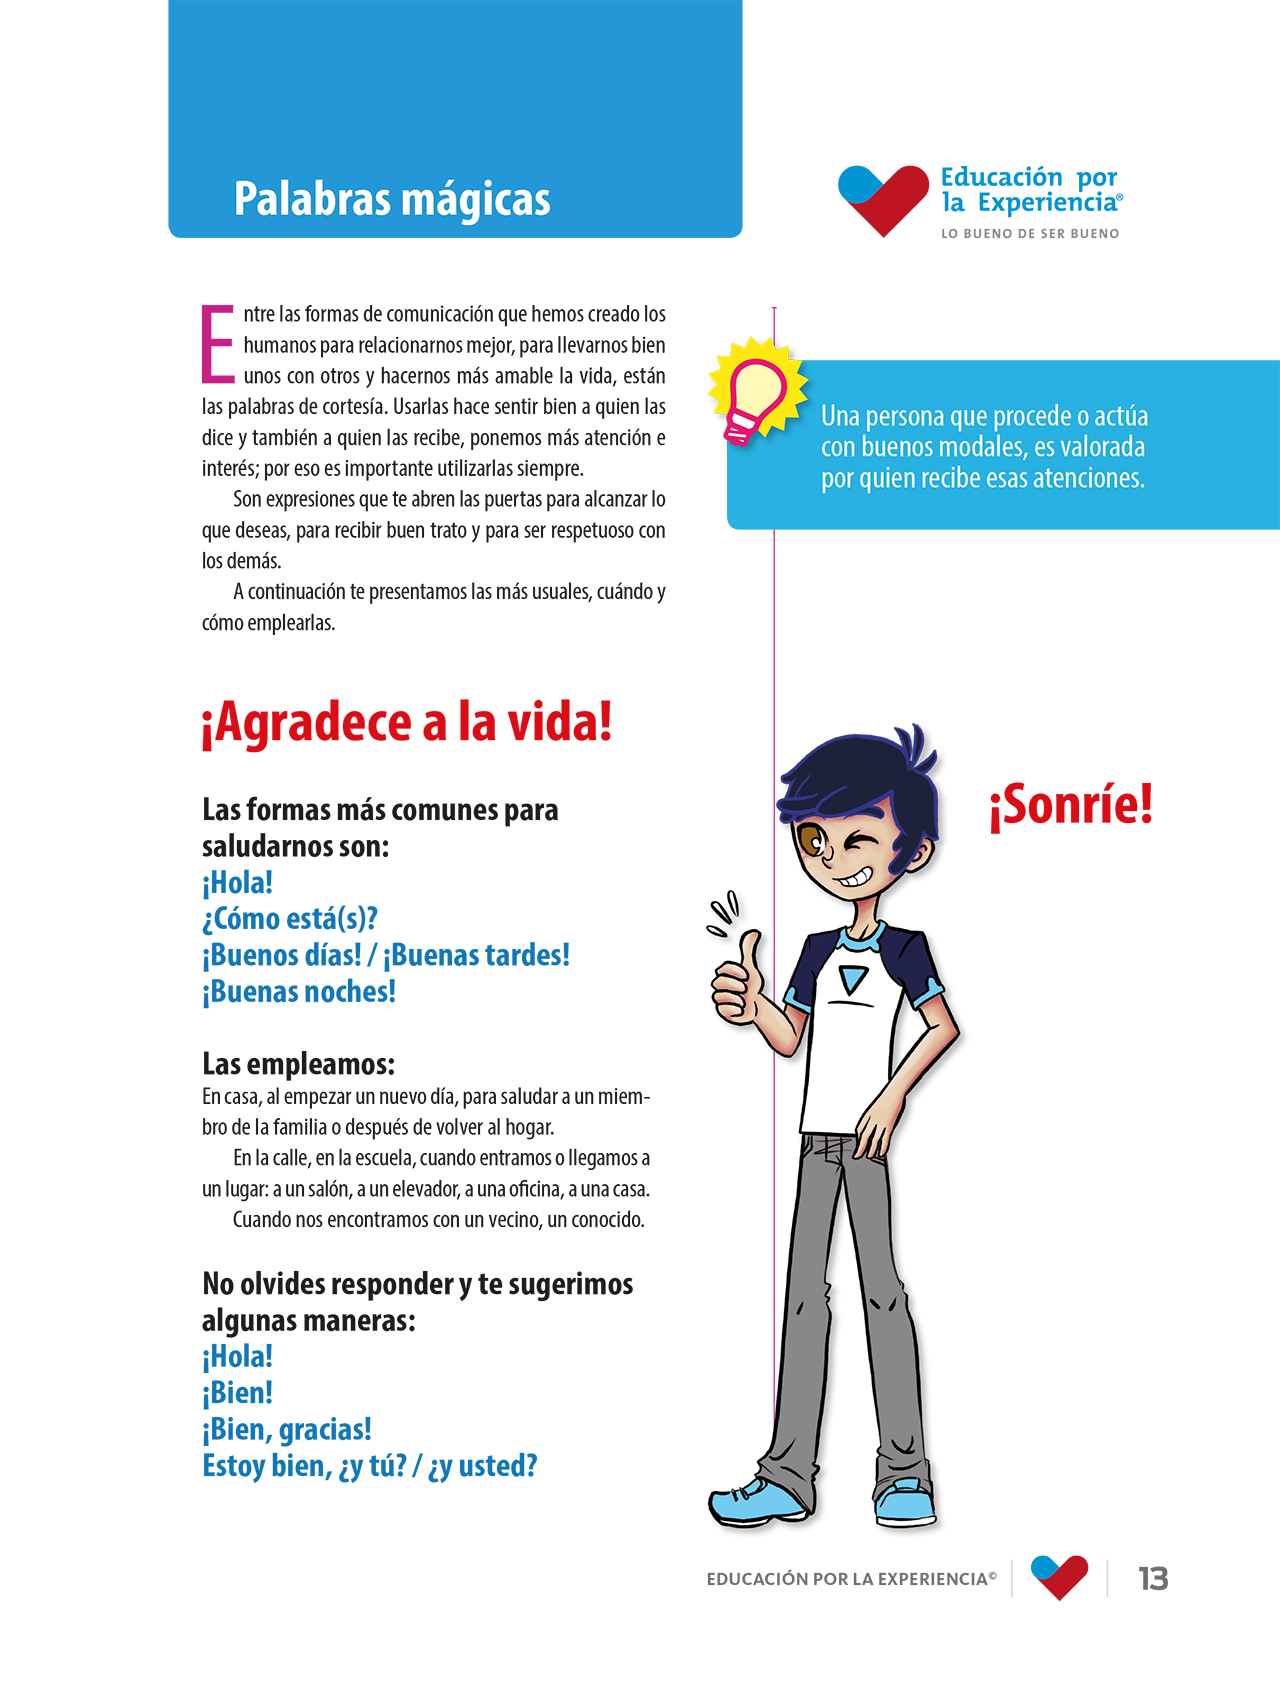 Palabras mágicas
Educación por
la Experiencia®
LO BUENO DE SER BUENO
Entre las formas de comunicación que hemos creado los
humanos para relacionarnos mejor, para llevarnos bien
unos con otros y hacernos más amable la vida, están
las palabras de cortesía. Usarlas hace sentir bien a quien las
dice y también a quien las recibe, ponemos más atención e
interés; por eso es importante utilizarlas siempre.
Son expresiones que te abren las puertas para alcanzar lo
que deseas, para recibir buen trato y para ser respetuoso con
los demás.
A continuación te presentamos las más usuales, cuándo y
cómo emplearlas.
Una persona que procede o actúa
con buenos modales, es valorada
por quien recibe esas atenciones.
¡Agradece a la vida!
¡Sonríe!
Las formas más comunes para
saludarnos son:
¡Hola!
¿Cómo está(s)?
¡Buenos días! / ¡Buenas tardes!
¡Buenas noches!
Las empleamos:
En casa, al empezar un nuevo día, para saludar a un miem-
bro de la familia o después de volver al hogar.
En la calle, en la escuela, cuando entramos o llegamos a
un lugar: a un salón, a un elevador, a una oficina, a una casa.
Cuando nos encontramos con un vecino, un conocido.
No olvides responder y te sugerimos
algunas maneras:
¡Hola!
¡Bien!
¡Bien, gracias!
Estoy bien, ¿y tú? / ¿y usted?
EDUCACIÓN POR LA EXPERIENCIA©
13